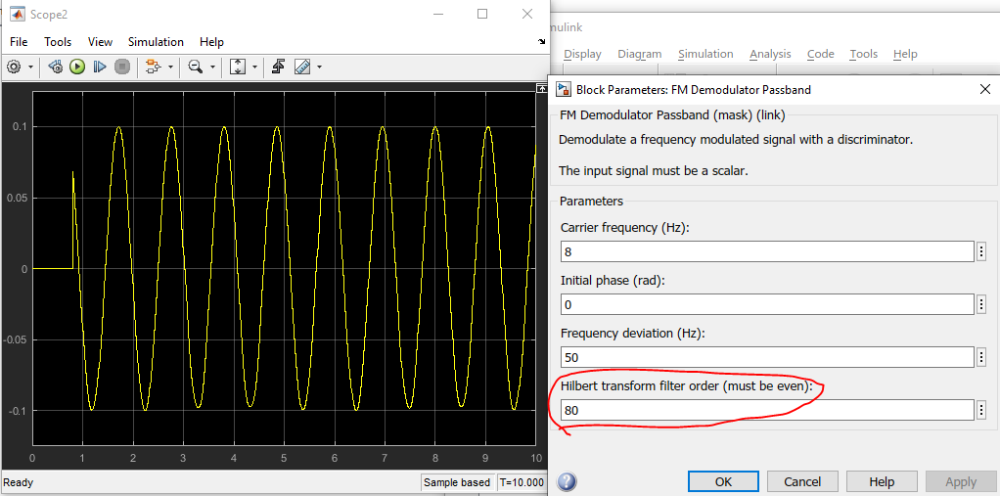 Scope2
File Tools View Simulation Help
0.1
0.05
0
-0.05
-0.1
0 1 2 3 4 5 6 7 8 9 10
Ready
Sample based T=10.000
mulink
Display Diagram Simulation Analysis Code Tools Help
Block Parameters: FM Demodulator Passband
FM Demodulator Passband (mask) (link)
Demodulate a frequency modulated signal with a discriminator.
The input signal must be a scalar.
Parameters
Carrier frequency (Hz):
8
Initial phase (rad):
0
Frequency deviation (Hz):
50
Hilbert transform filter order (must be even):
80
OK Cancel Help Apply